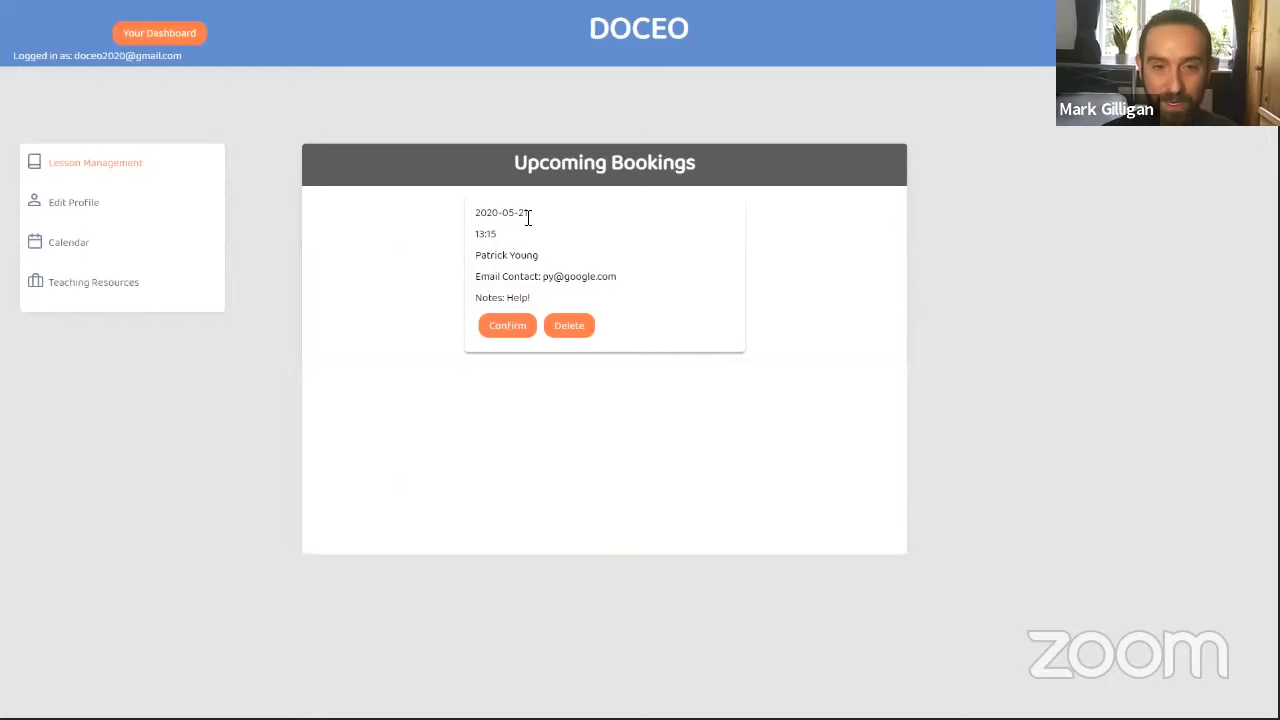 Your Dashboard
DOCEO
Logged in as: doceo2020@gmail.com
Mark Gilligan
Lesson Management
Edit Profile
Calendar
Teaching Resources
Upcoming Bookings
13:15
Patrick Young
Email Contact: py@google.com
Notes: Help!
Confirm Delete
zoom